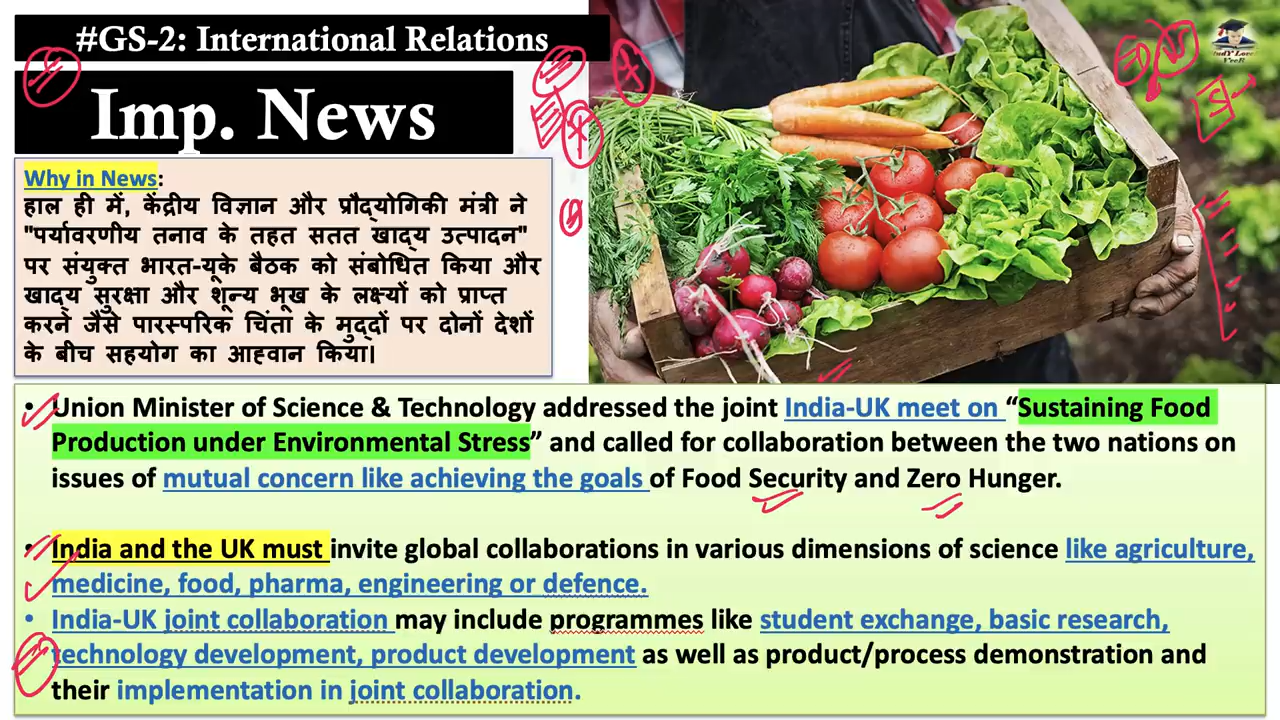 #GS-2: International Relations
Imp. News
Why in News:
हाल ही में, केंद्रीय विज्ञान और प्रौद्योगिकी मंत्री ने
"पर्यावरणीय तनाव के तहत सतत खाद्य उत्पादन"
पर संयुक्त भारत-यूके बैठक को संबोधित किया और
खाद्य सुरक्षा और शून्य भूख के लक्ष्यों को प्राप्त
करने जैसे पारस्परिक चिंता के मुद्दों पर दोनों देशों
के बीच सहयोग का आह्वान किया।
• Union Minister of Science & Technology addressed the joint India-UK meet on “Sustaining Food
Production under Environmental Stress” and called for collaboration between the two nations on
issues of mutual concern like achieving the goals of Food Security and Zero Hunger.
• India and the UK must invite global collaborations in various dimensions of science like agriculture,
medicine, food, pharma, engineering or defence.
• India-UK joint collaboration may include programmes like student exchange, basic research,
technology development, product development as well as product/process demonstration and
their implementation in joint collaboration.